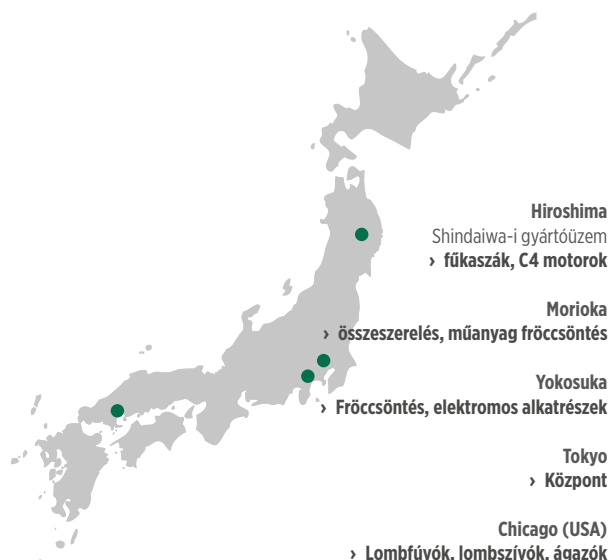 Hiroshima
Shindaiwa-i gyártóüzem
› fűkaszák, C4 motorok
Morioka
› összeszerelés, műanyag fröccsöntés
Yokosuka
› Fröccsöntés, elektromos alkatrészek
Tokyo
› Központ
Chicago (USA)
› Lombfúvók, lombszívók, ágazók